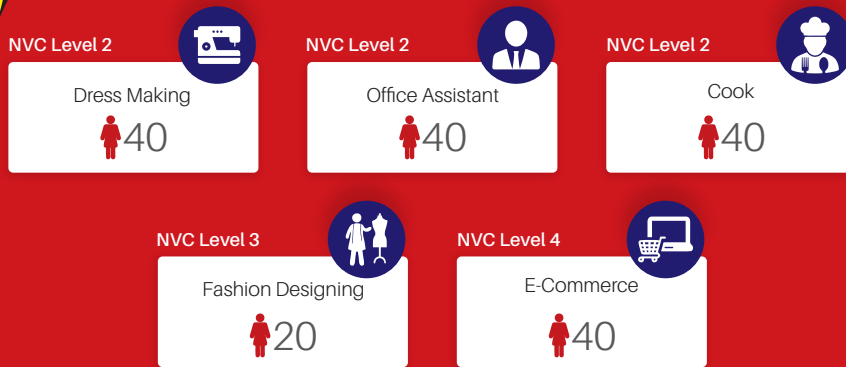 NVC Level 2
Dress Making
40
NVC Level 2
Office Assistant
40
NVC Level 2
Cook
40
NVC Level 3
Fashion Designing
20
NVC Level 4
E-Commerce
40